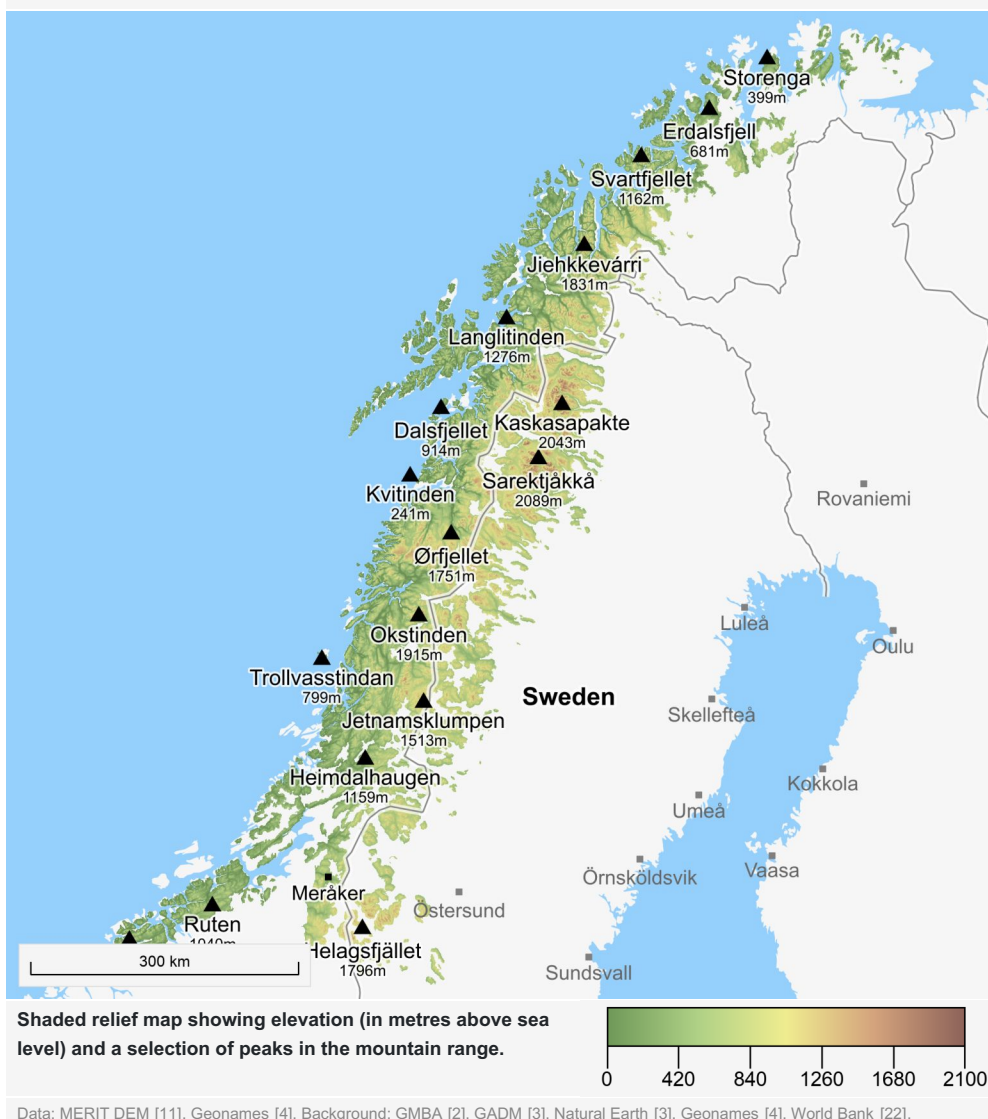 Storenga
399m
Erdalsfjell
681m
Svartfjellet
1162m
Jiehkkevárri
1831m
Langlitinden
1276m
Kaskasapakte
2043m
Dalsfjellet
914m
Sarektjåkkå
2089m
Kvitinden
241m
Rovaniemi
Ørfjellet
1751m
Okstinden
1915m
Luleå
Oulu
Trollvasstindan
799m
Sweden
Skellefteå
Jetnamsklumpen
1513m
Heimdalhaugen
1159m
Kokkola
Umeå
Meråker
Örnsköldsvik
Vaasa
Östersund
Ruten
1040m
Helagsfjället
1796m
300 km
Sundsvall
Shaded relief map showing elevation (in metres above sea
level) and a selection of peaks in the mountain range.
0 420 840 1260 1680 2100
Data: MERIT DEM [11], Geonames [4], Background: GMBA [2], GADM [3], Natural Earth [3], Geonames [4], World Bank [22].